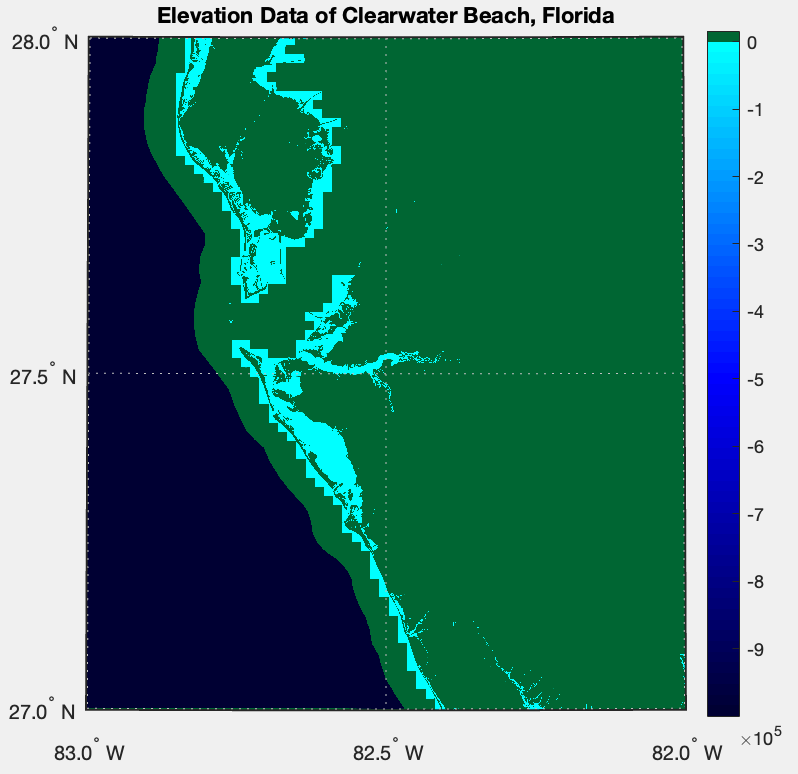 Elevation Data of Clearwater Beach, Florida
28.0° N
27.5° N
27.0° N
83.0° W
82.5° W
82.0° W
0
-1
-2
-3
-4
-5
-6
-7
-8
-9
×10⁵